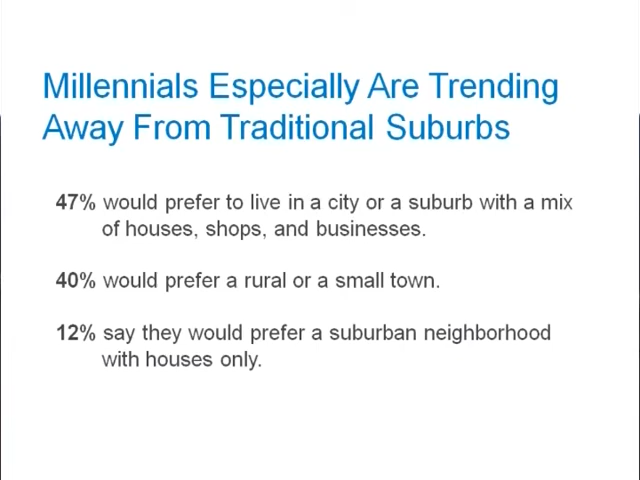 Millennials Especially Are Trending
Away From Traditional Suburbs
47% would prefer to live in a city or a suburb with a mix
of houses, shops, and businesses.
40% would prefer a rural or a small town.
12% say they would prefer a suburban neighborhood
with houses only.